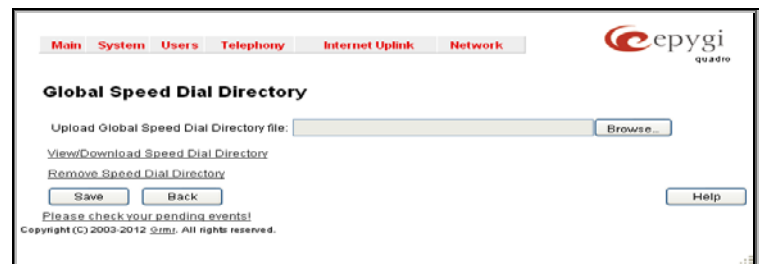 Main System Users Telephony Internet Uplink Network
epygi
quadro
Global Speed Dial Directory
Upload Global Speed Dial Directory file: Browse...
View/Download Speed Dial Directory
Remove Speed Dial Directory
Save Back Help
Please check your pending events!
Copyright (C) 2003-2012 All rights reserved.